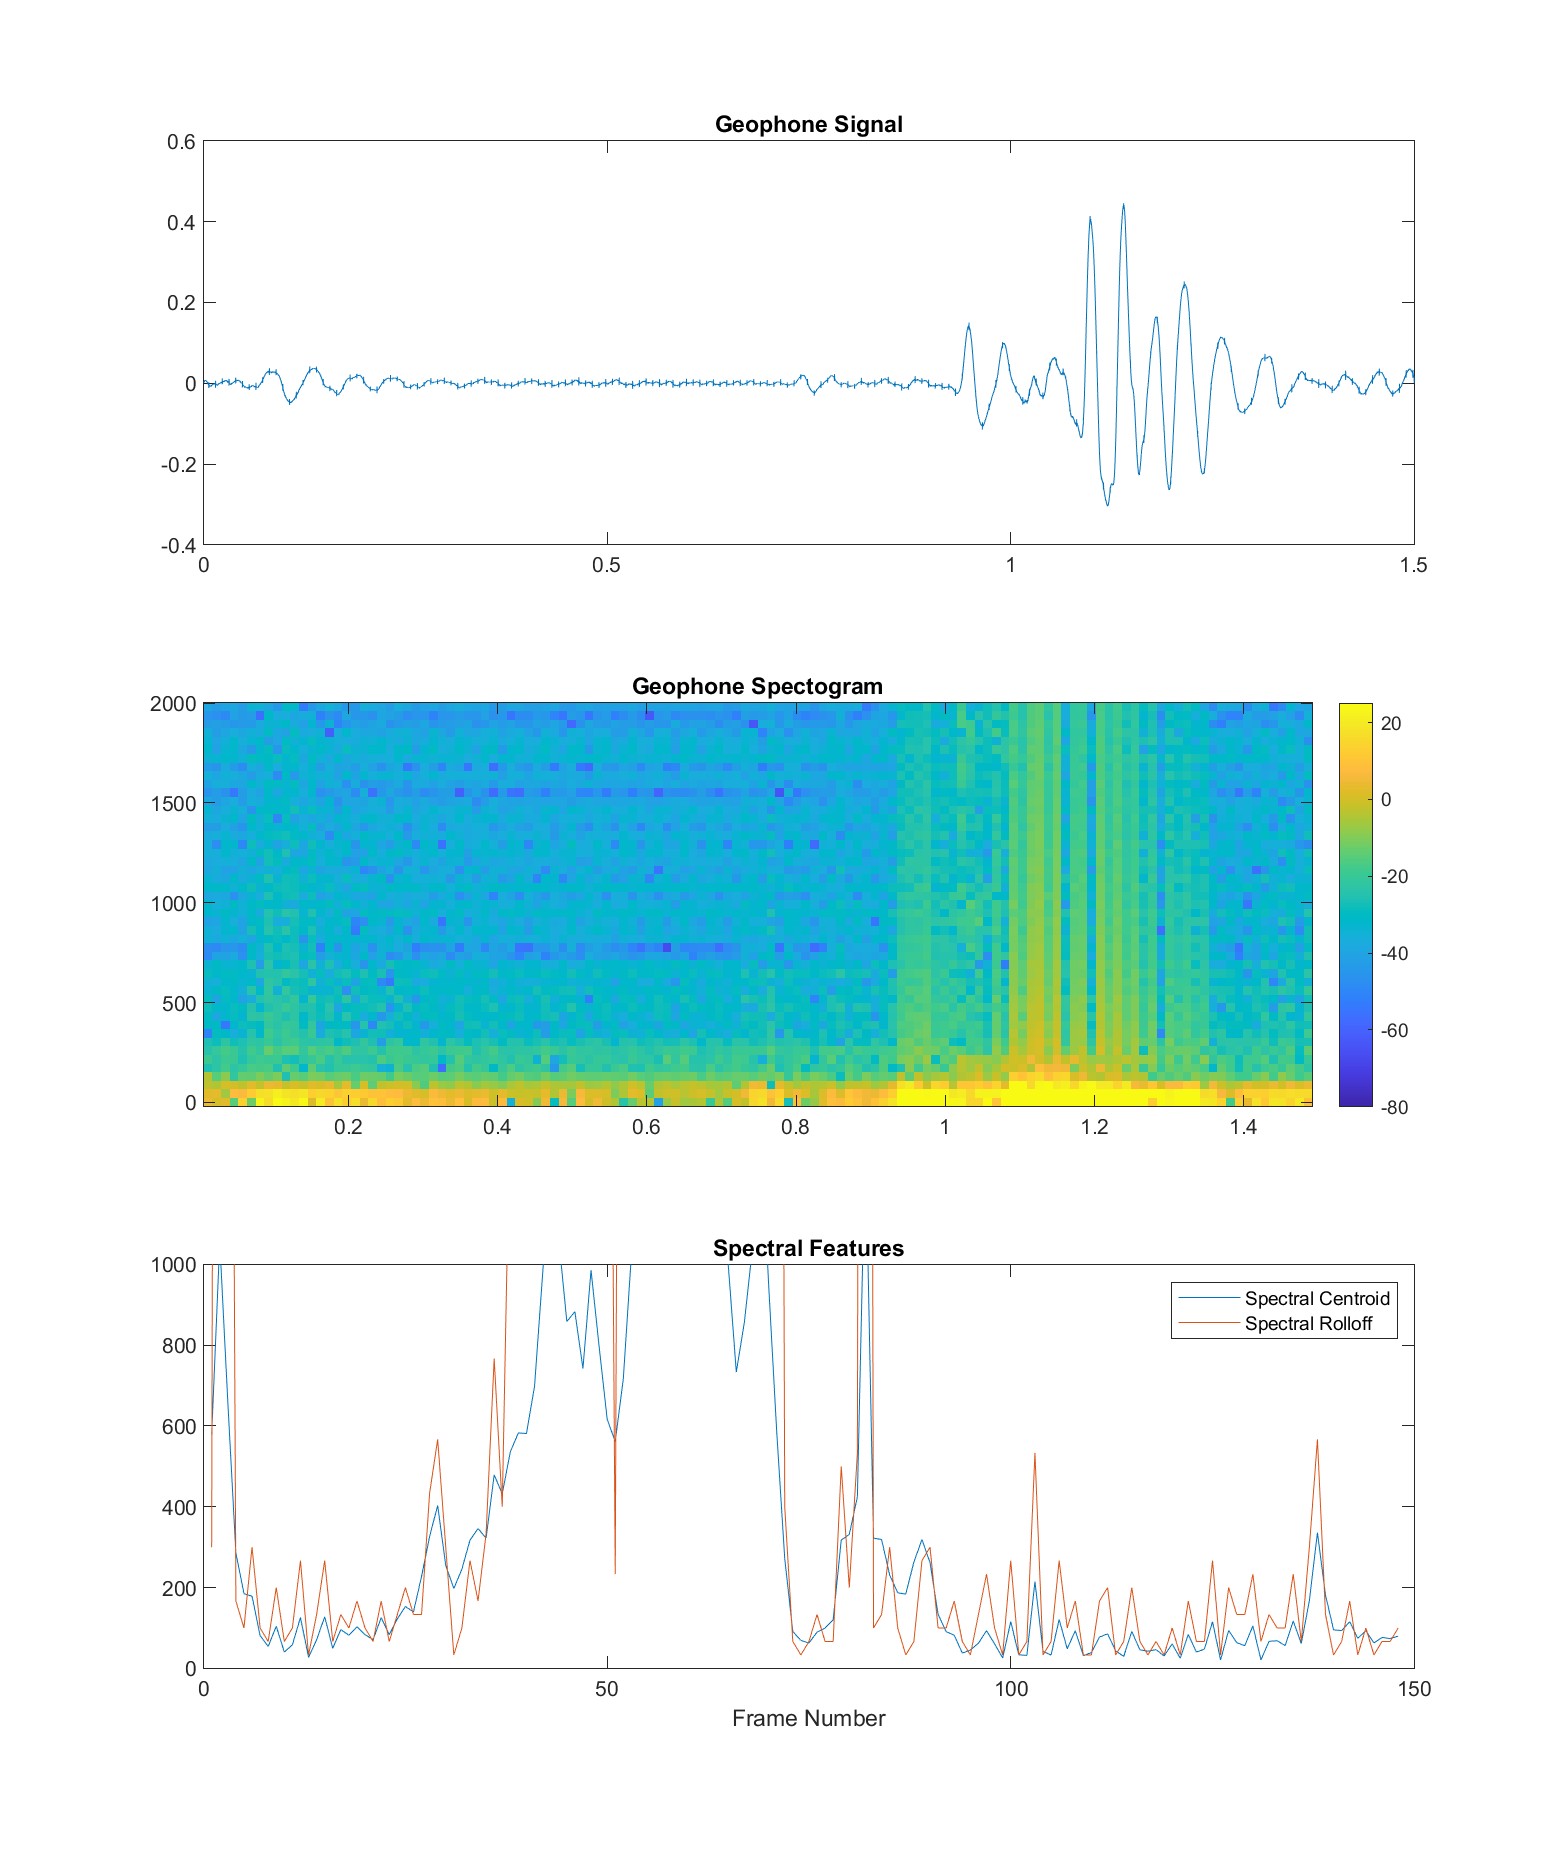 Geophone Signal
0.6
0.4
0.2
0
-0.2
-0.4
0 0.5 1 1.5
Geophone Spectogram
2000
1500
1000
500
0
20
0
-20
-40
-60
-80
0.2 0.4 0.6 0.8 1 1.2 1.4
Spectral Features
1000
800
600
400
200
0
Spectral Centroid
Spectral Rolloff
0 50 100 150
Frame Number